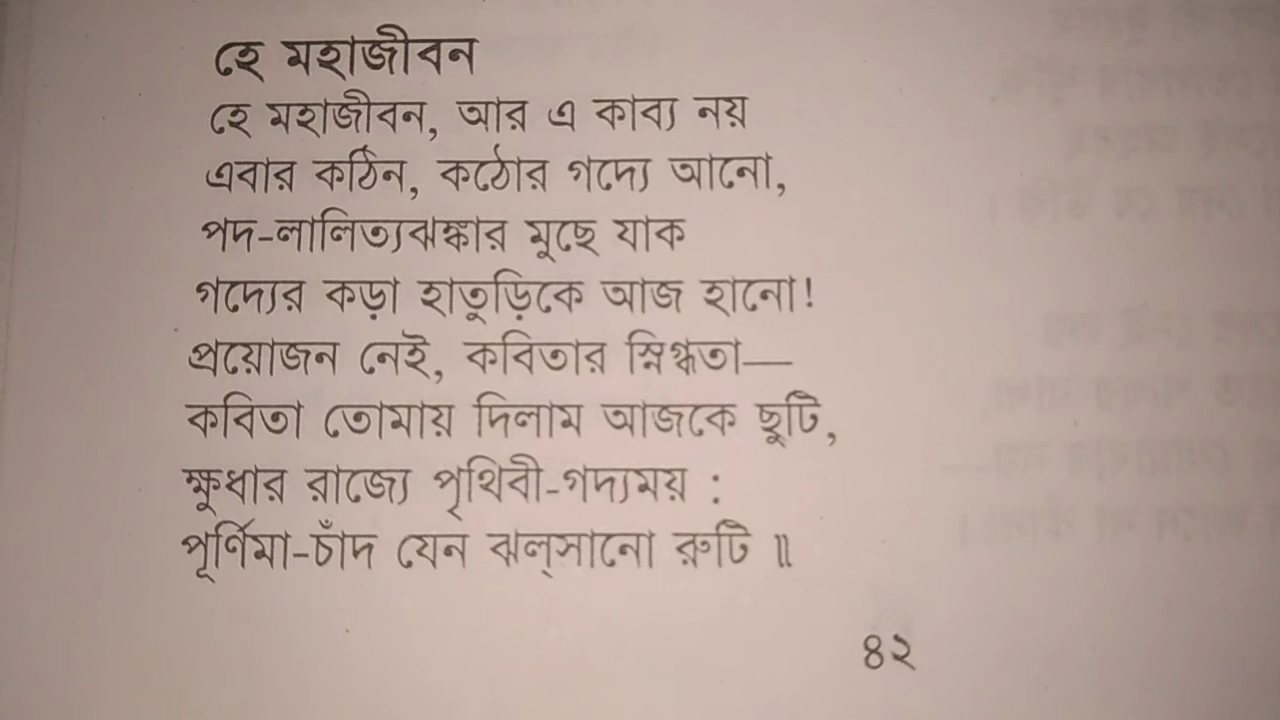 হে মহাজীবন
হে মহাজীবন, আর এ কাব্য নয়
এবার কঠিন, কঠোর গদ্যে আনো,
পদ-লালিত্যঝঙ্কার মুছে যাক
গদ্যের কড়া হাতুড়িকে আজ হানো!
প্রয়োজন নেই, কবিতার স্নিগ্ধতা—
কবিতা তোমায় দিলাম আজকে ছুটি,
ক্ষুধার রাজ্যে পৃথিবী-গদ্যময় :
পূর্ণিমা-চাঁদ যেন ঝল্‌সানো রুটি ॥
৪২